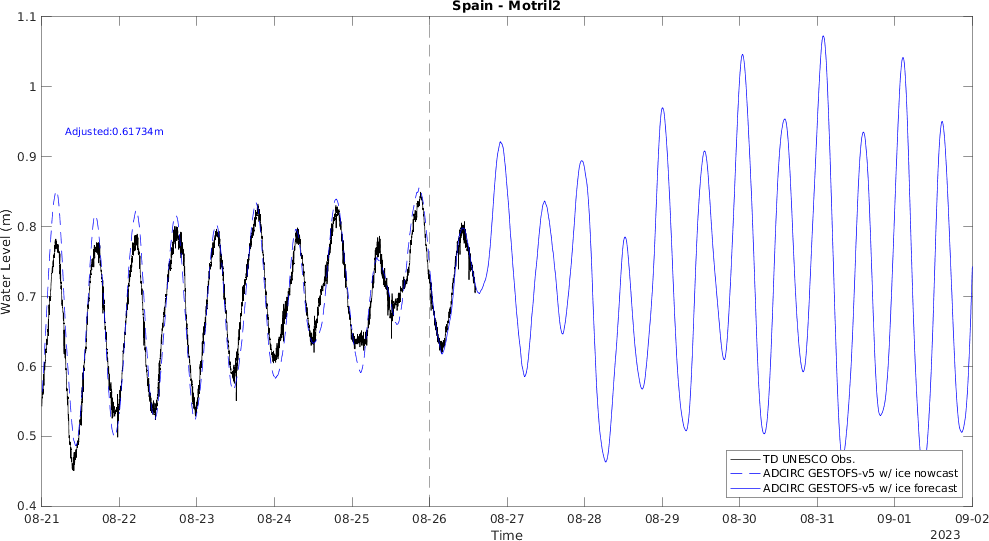 Spain - Motril2
1.1
1
0.9
0.8
0.7
0.6
0.5
0.4
Water Level (m)
Adjusted:0.61734m
TD UNESCO Obs.
ADCIRC GESTOFS-v5 w/ ice nowcast
ADCIRC GESTOFS-v5 w/ ice forecast
08-21 08-22 08-23 08-24 08-25 08-26 08-27 08-28 08-29 08-30 08-31 09-01 09-02
Time
2023